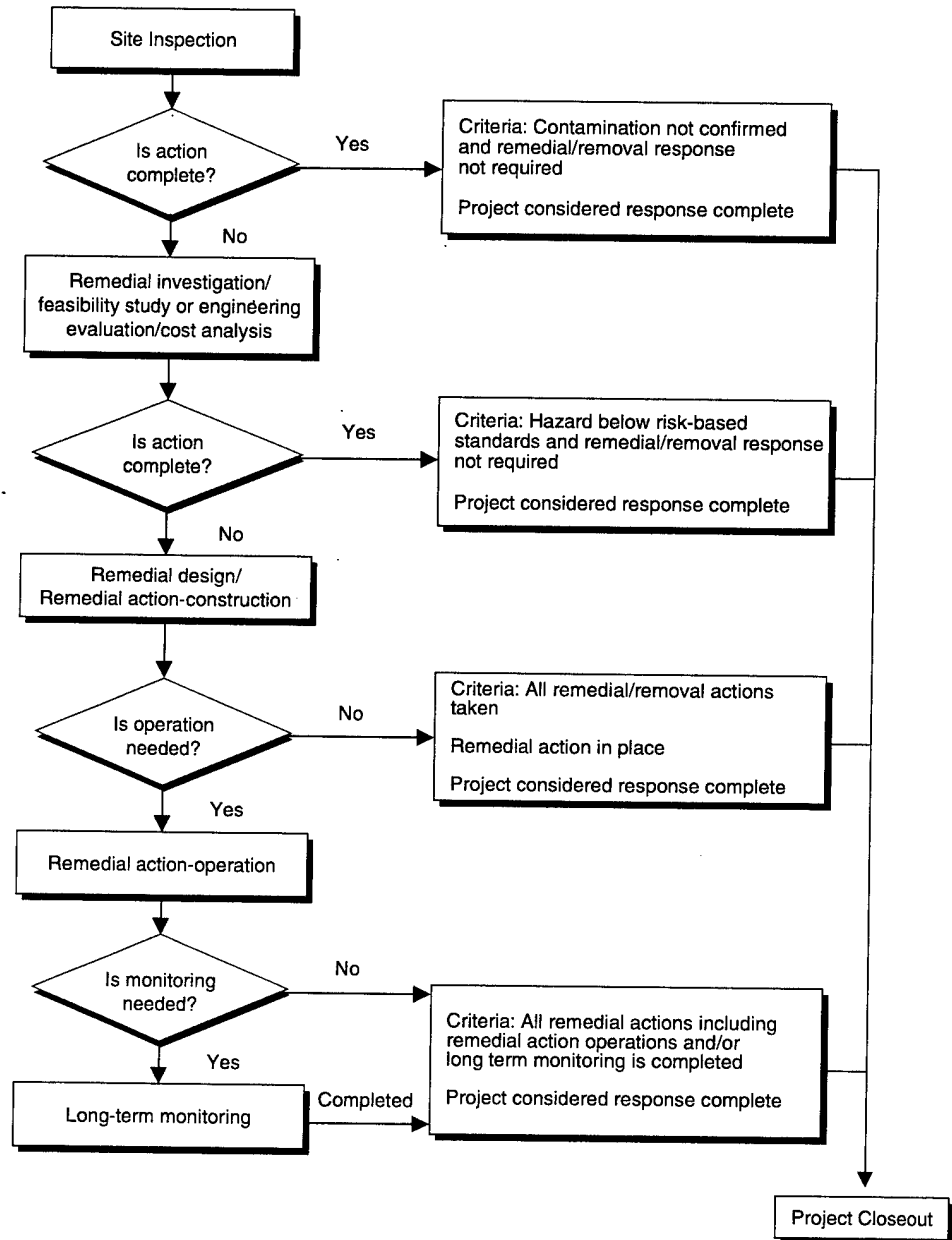 Site Inspection
Is action
complete?
Yes
Criteria: Contamination not confirmed
and remedial/removal response
not required
Project considered response complete
No
Remedial investigation/
feasibility study or engineering
evaluation/cost analysis
Is action
complete?
Yes
Criteria: Hazard below risk-based
standards and remedial/removal response
not required
Project considered response complete
No
Remedial design/
Remedial action-construction
Is operation
needed?
No
Criteria: All remedial/removal actions
taken
Remedial action in place
Project considered response complete
Yes
Remedial action-operation
Is monitoring
needed?
No
Criteria: All remedial actions including
remedial action operations and/or
long term monitoring is completed
Project considered response complete
Yes
Long-term monitoring
Completed
Project Closeout